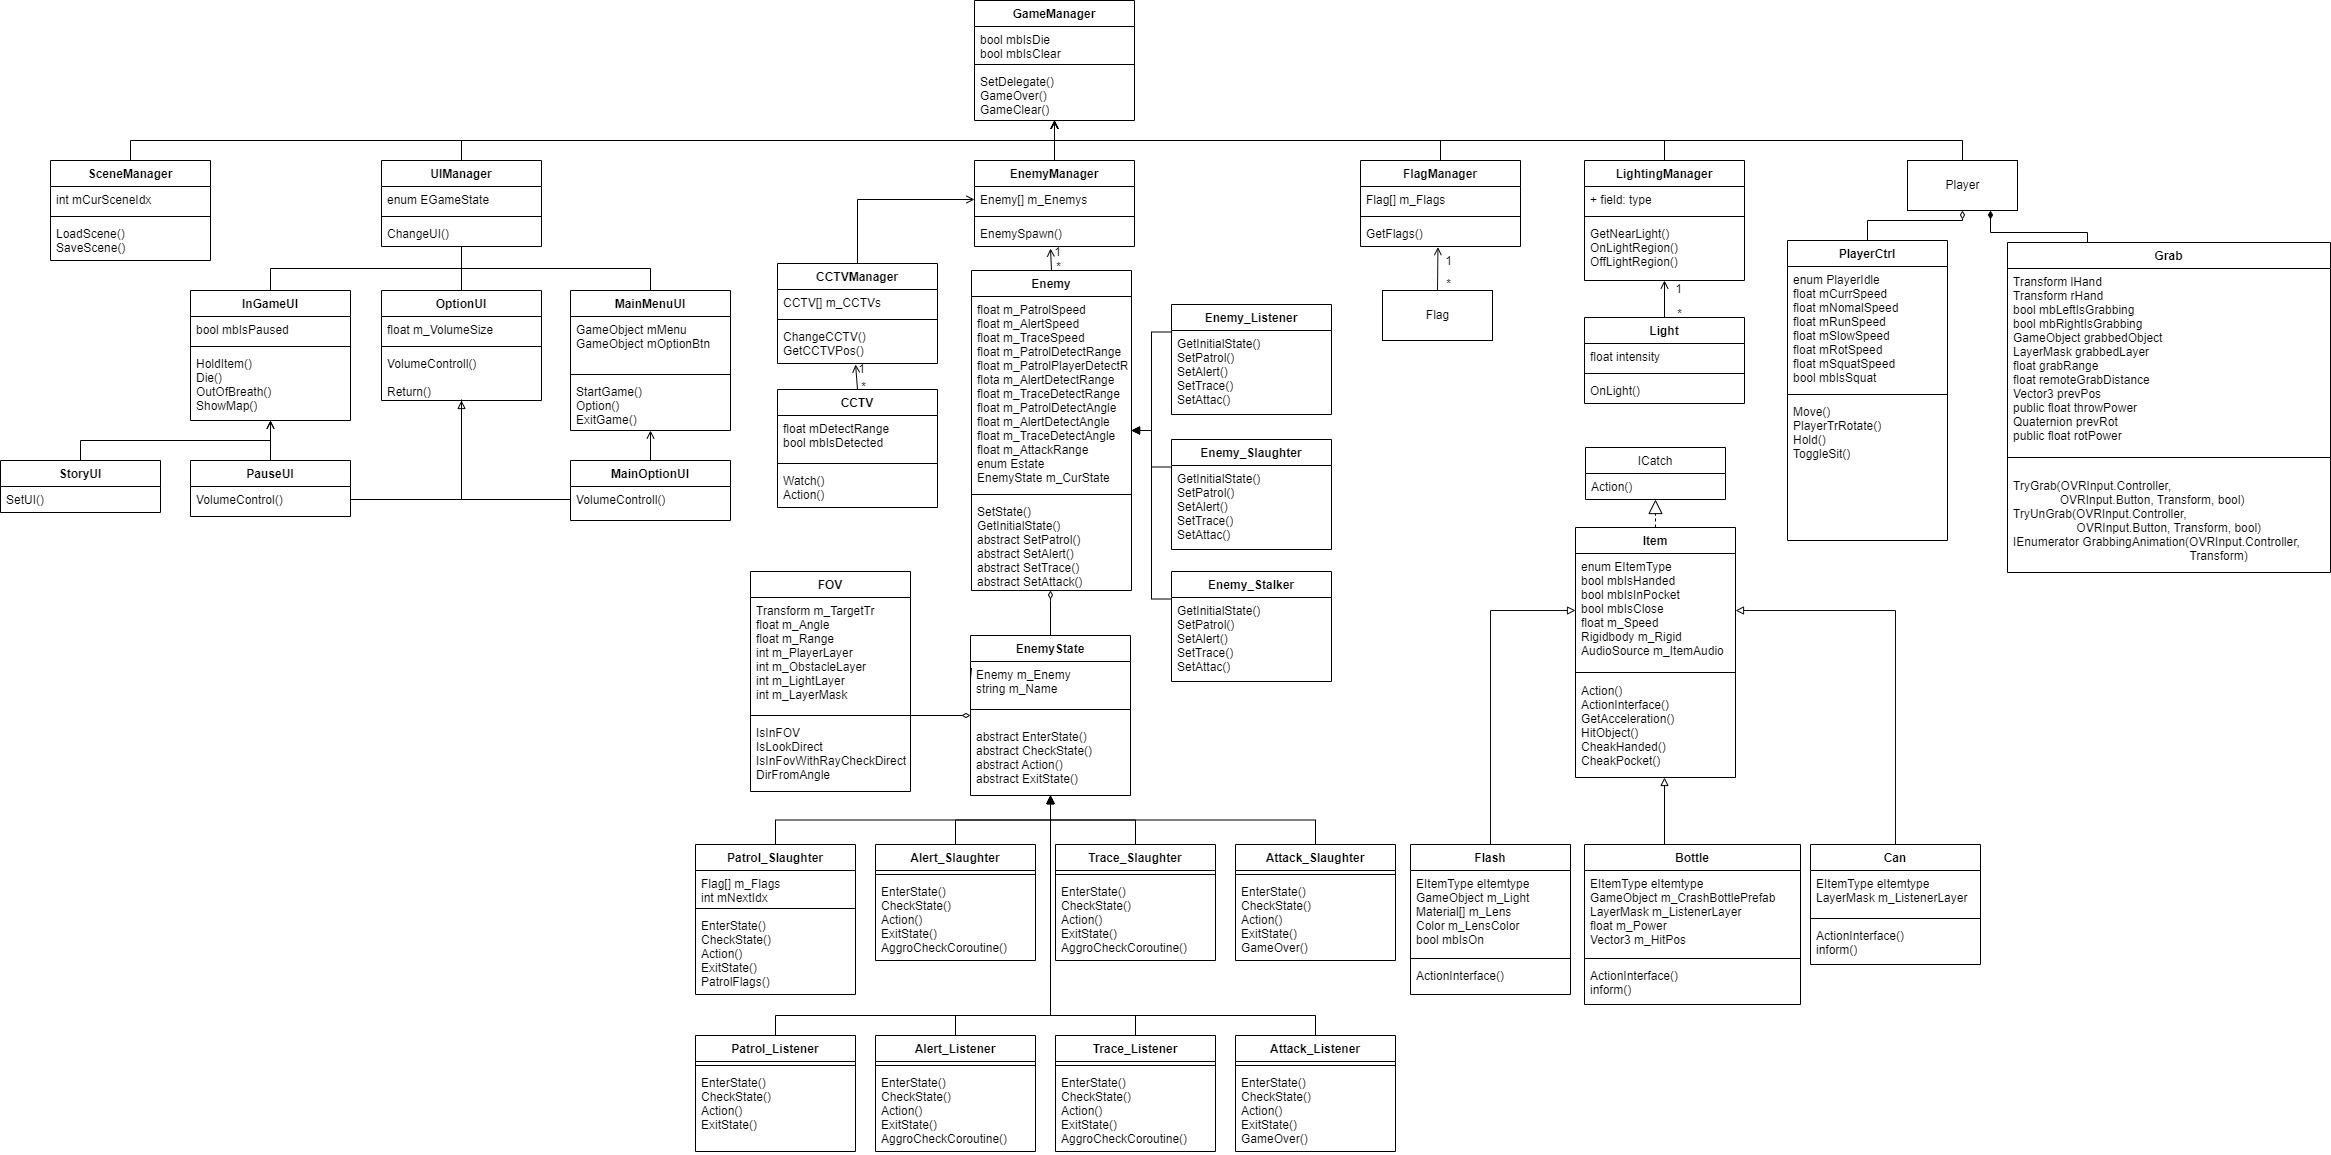 GameManager
bool mbIsDie
bool mbIsClear
SetDelegate()
GameOver()
GameClear()
SceneManager
int mCurSceneIdx
LoadScene()
SaveScene()
UIManager
enum EGameState
ChangeUI()
EnemyManager
Enemy[] m_Enemys
EnemySpawn()
FlagManager
Flag[] m_Flags
GetFlags()
LightingManager
+ field: type
GetNearLight()
OnLightRegion()
OffLightRegion()
Player
InGameUI
bool mbIsPaused
HoldItem()
Die()
OutOfBreath()
ShowMap()
OptionUI
float m_VolumeSize
VolumeControll()
Return()
MainMenuUI
GameObject mMenu
GameObject mOptionBtn
StartGame()
Option()
ExitGame()
StoryUI
SetUI()
PauseUI
VolumeControl()
MainOptionUI
VolumeControll()
CCTVManager
CCTV[] m_CCTVs
ChangeCCTV()
GetCCTVPos()
1
*
CCTV
float mDetectRange
bool mbIsDetected
Watch()
Action()
1
*
Enemy
float m_PatrolSpeed
float m_AlertSpeed
float m_TraceSpeed
float m_PatrolDetectRange
float m_PatrolPlayerDetectR
flota m_AlertDetectRange
float m_TraceDetectRange
float m_PatrolDetectAngle
float m_AlertDetectAngle
float m_TraceDetectAngle
float m_AttackRange
enum Estate
EnemyState m_CurState
SetState()
GetInitialState()
abstract SetPatrol()
abstract SetAlert()
abstract SetTrace()
abstract SetAttack()
Enemy_Listener
GetInitialState()
SetPatrol()
SetAlert()
SetTrace()
SetAttac()
Enemy_Slaughter
GetInitialState()
SetPatrol()
SetAlert()
SetTrace()
SetAttac()
Enemy_Stalker
GetInitialState()
SetPatrol()
SetAlert()
SetTrace()
SetAttac()
1
*
Flag
1
*
Light
float intensity
OnLight()
PlayerCtrl
enum PlayerIdle
float mCurrSpeed
float mNomalSpeed
float mRunSpeed
float mSlowSpeed
float mRotSpeed
float mSquatSpeed
bool mbIsSquat
Move()
PlayerTrRotate()
Hold()
ToggleSit()
Grab
Transform lHand
Transform rHand
bool mbLeftIsGrabbing
bool mbRightIsGrabbing
GameObject grabbedObject
LayerMask grabbedLayer
float grabRange
float remoteGrabDistance
Vector3 prevPos
public float throwPower
Quaternion prevRot
public float rotPower
TryGrab(OVRInput.Controller,
OVRInput.Button, Transform, bool)
TryUnGrab(OVRInput.Controller,
OVRInput.Button, Transform, bool)
IEnumerator GrabbingAnimation(OVRInput.Controller,
Transform)
FOV
Transform m_TargetTr
float m_Angle
float m_Range
int m_PlayerLayer
int m_ObstacleLayer
int m_LightLayer
int m_LayerMask
IsInFOV
IsLookDirect
IsInFovWithRayCheckDirect
DirFromAngle
EnemyState
Enemy m_Enemy
string m_Name
abstract EnterState()
abstract CheckState()
abstract Action()
abstract ExitState()
ICatch
Action()
Item
enum EItemType
bool mbIsHanded
bool mbIsInPocket
bool mbIsClose
float m_Speed
Rigidbody m_Rigid
AudioSource m_ItemAudio
Action()
ActionInterface()
GetAcceleration()
HitObject()
CheakHanded()
CheakPocket()
Patrol_Slaughter
Flag[] m_Flags
int mNextIdx
EnterState()
CheckState()
Action()
ExitState()
PatrolFlags()
Alert_Slaughter
EnterState()
CheckState()
Action()
ExitState()
AggroCheckCoroutine()
Trace_Slaughter
EnterState()
CheckState()
Action()
ExitState()
AggroCheckCoroutine()
Attack_Slaughter
EnterState()
CheckState()
Action()
ExitState()
GameOver()
Flash
EItemType eItemtype
GameObject m_Light
Material[] m_Lens
Color m_LensColor
bool mbIsOn
ActionInterface()
Bottle
EItemType eItemtype
GameObject m_CrashBottlePrefab
LayerMask m_ListenerLayer
float m_Power
Vector3 m_HitPos
ActionInterface()
inform()
Can
EItemType eItemtype
LayerMask m_ListenerLayer
ActionInterface()
inform()
Patrol_Listener
EnterState()
CheckState()
Action()
ExitState()
Alert_Listener
EnterState()
CheckState()
Action()
ExitState()
AggroCheckCoroutine()
Trace_Listener
EnterState()
CheckState()
Action()
ExitState()
AggroCheckCoroutine()
Attack_Listener
EnterState()
CheckState()
Action()
ExitState()
GameOver()